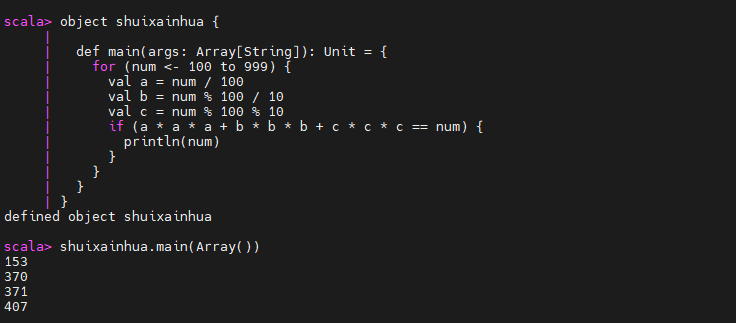 scala> object shuixainhua {
     |
     |   def main(args: Array[String]): Unit = {
     |     for (num <- 100 to 999) {
     |       val a = num / 100
     |       val b = num % 100 / 10
     |       val c = num % 100 % 10
     |       if (a * a * a + b * b * b + c * c * c == num) {
     |         println(num)
     |       }
     |     }
     |   }
     | }
defined object shuixainhua
scala> shuixainhua.main(Array())
153
370
371
407